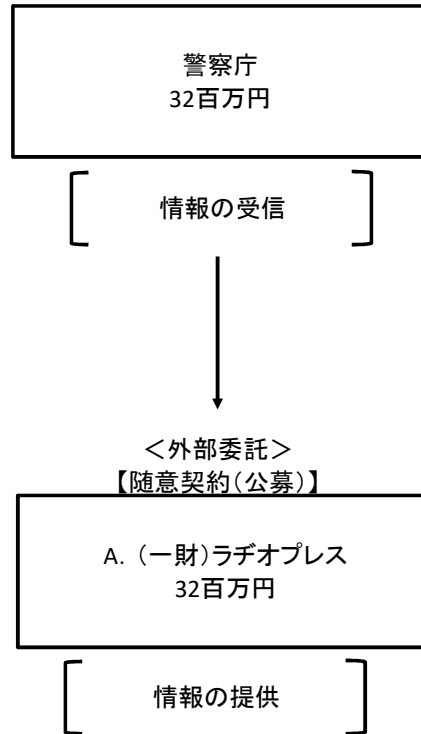 警察庁
32百万円
情報の受信
＜外部委託＞
【随意契約（公募）】
A.（一財）ラヂオプレス
32百万円
情報の提供